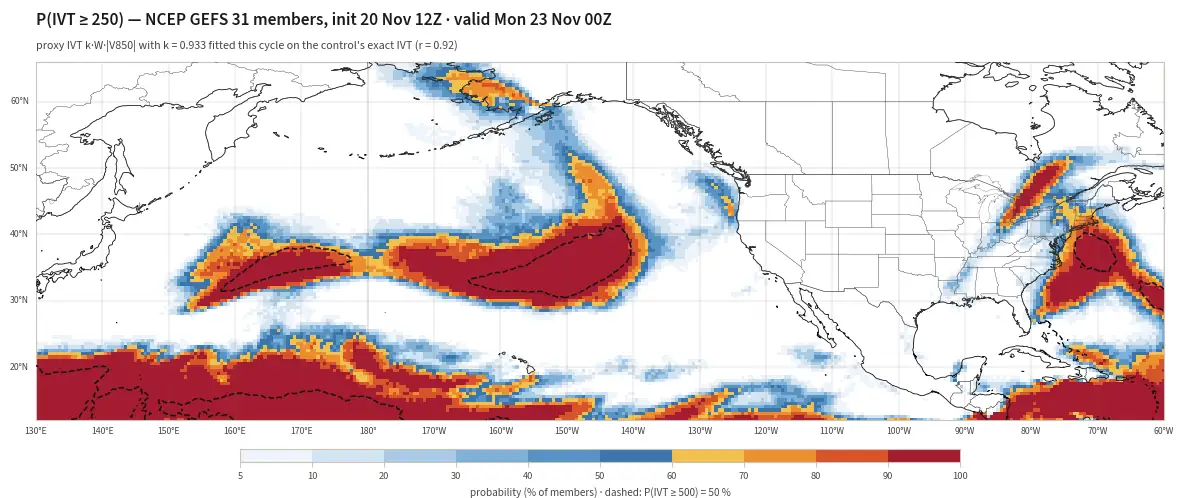 P(IVT ≥ 250) — NCEP GEFS 31 members, init 20 Nov 12Z · valid Mon 23 Nov 00Z
proxy IVT k·W·|V850| with k = 0.933 fitted this cycle on the control's exact IVT (r = 0.92)
60°N
50°N
40°N
30°N
20°N
130°E 140°E 150°E 160°E 170°E 180° 170°W 160°W 150°W 140°W 130°W 120°W 110°W 100°W 90°W 80°W 70°W 60°W
5 10 20 30 40 50 60 70 80 90 100
probability (% of members) · dashed: P(IVT ≥ 500) = 50 %